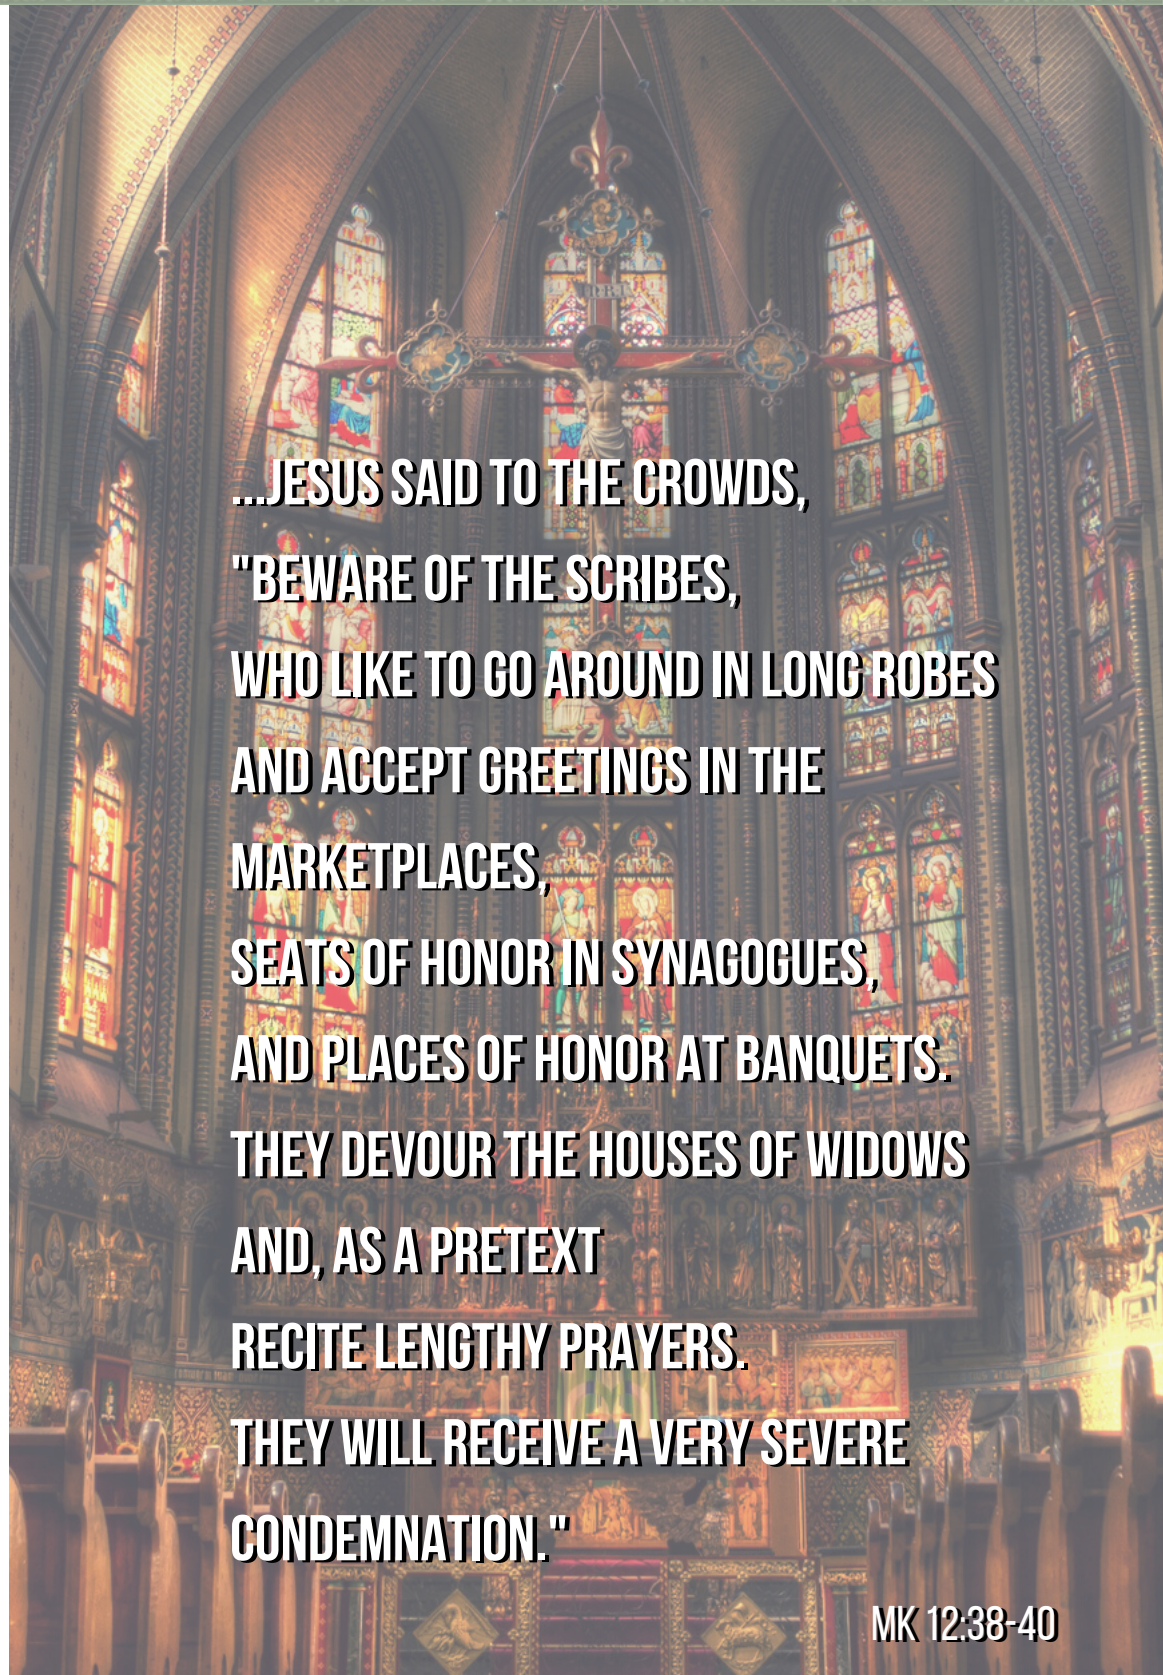 ...JESUS SAID TO THE CROWDS,
"BEWARE OF THE SCRIBES,
WHO LIKE TO GO AROUND IN LONG ROBES
AND ACCEPT GREETINGS IN THE
MARKETPLACES,
SEATS OF HONOR IN SYNAGOGUES,
AND PLACES OF HONOR AT BANQUETS.
THEY DEVOUR THE HOUSES OF WIDOWS
AND, AS A PRETEXT
RECITE LENGTHY PRAYERS.
THEY WILL RECEIVE A VERY SEVERE
CONDEMNATION."
MK 12:38-40